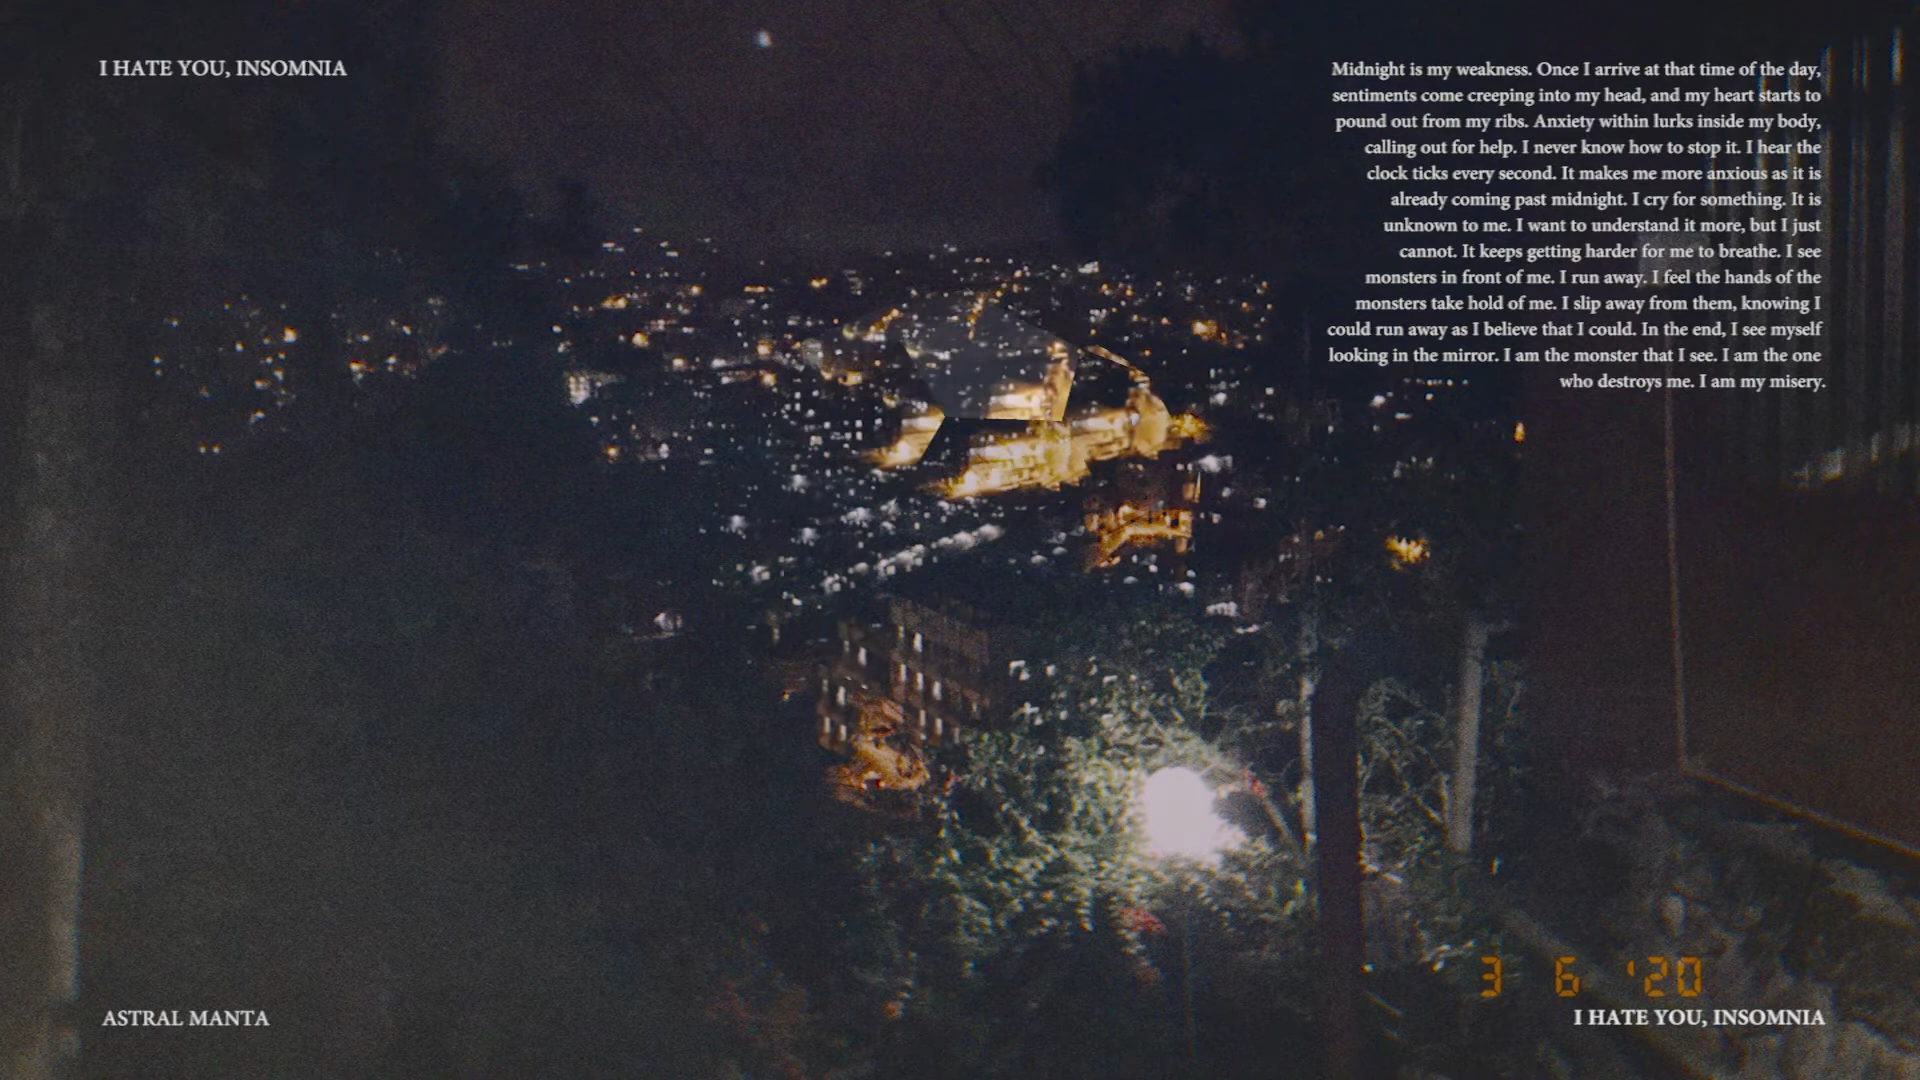 I HATE YOU, INSOMNIA
Midnight is my weakness. Once I arrive at that time of the day,
sentiments come creeping into my head, and my heart starts to
pound out from my ribs. Anxiety within lurks inside my body,
calling out for help. I never know how to stop it. I hear the
clock ticks every second. It makes me more anxious as it is
already coming past midnight. I cry for something. It is
unknown to me. I want to understand it more, but I just
cannot. It keeps getting harder for me to breathe. I see
monsters in front of me. I run away. I feel the hands of the
monsters take hold of me. I slip away from them, knowing I
could run away as I believe that I could. In the end, I see myself
looking in the mirror. I am the monster that I see. I am the one
who destroys me. I am my misery.
3 6 '20
ASTRAL MANTA
I HATE YOU, INSOMNIA